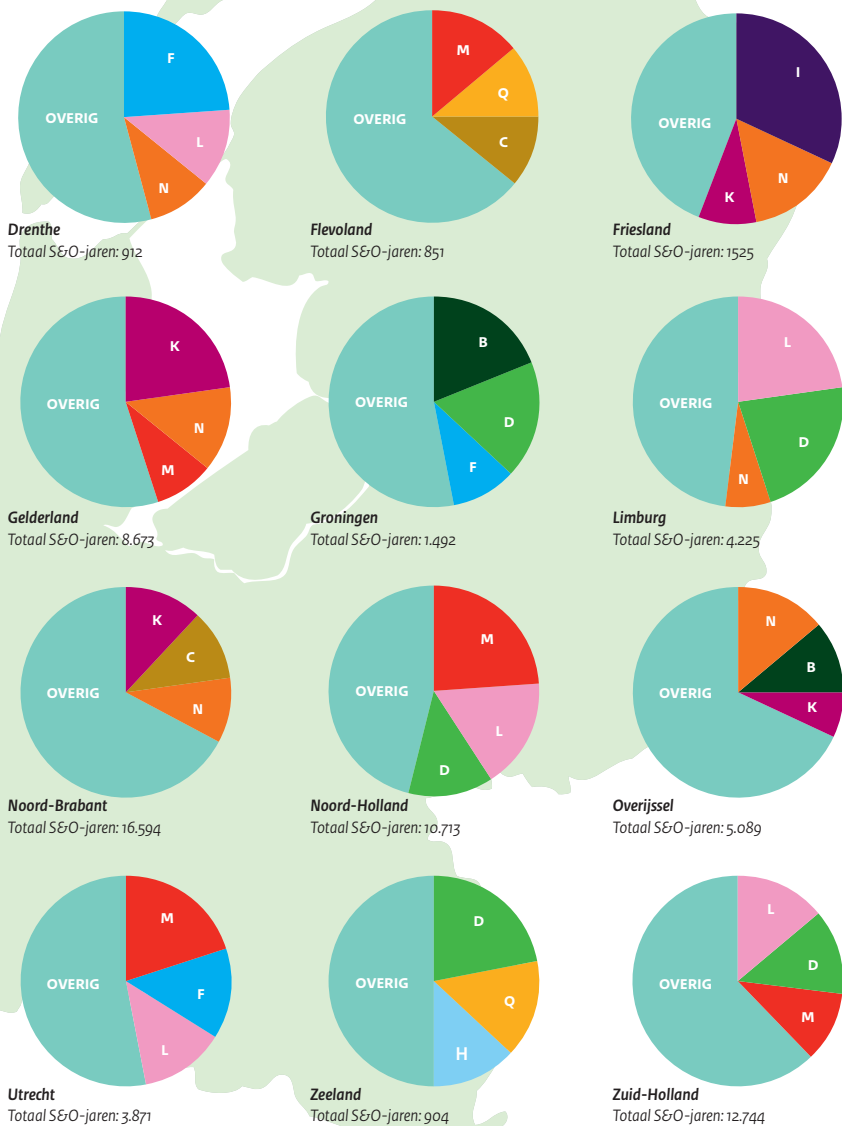 F
OVERIG
L
N
Drenthe
Totaal S&O-jaren: 912
M
Q
OVERIG
C
Flevoland
Totaal S&O-jaren: 851
I
OVERIG
N
K
Friesland
Totaal S&O-jaren: 1525
K
OVERIG
N
M
Gelderland
Totaal S&O-jaren: 8.673
B
OVERIG
D
F
Groningen
Totaal S&O-jaren: 1.492
L
OVERIG
D
N
Limburg
Totaal S&O-jaren: 4.225
K
C
OVERIG
N
Noord-Brabant
Totaal S&O-jaren: 16.594
M
OVERIG
L
D
Noord-Holland
Totaal S&O-jaren: 10.713
N
B
OVERIG
K
Overijssel
Totaal S&O-jaren: 5.089
M
OVERIG
F
L
Utrecht
Totaal S&O-jaren: 3.871
D
OVERIG
Q
H
Zeeland
Totaal S&O-jaren: 904
L
D
OVERIG
M
Zuid-Holland
Totaal S&O-jaren: 12.744